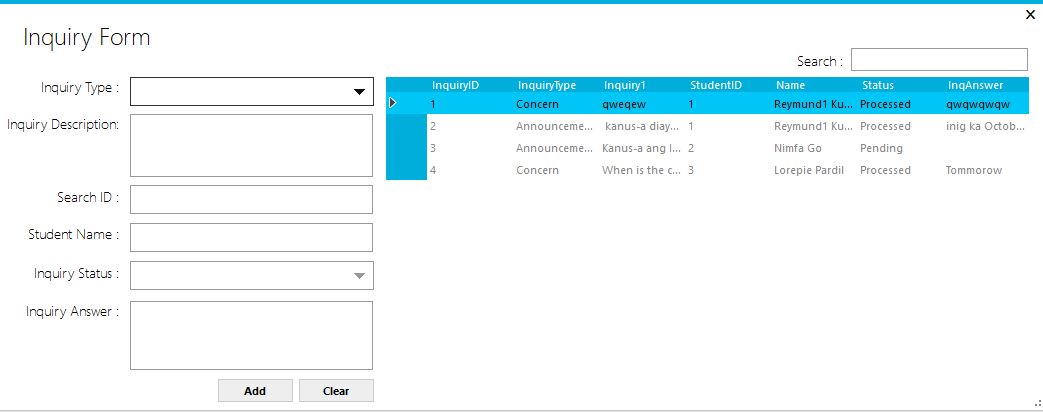 Inquiry Form
Search :
Inquiry Type :
Inquiry Description:
Search ID :
Student Name :
Inquiry Status :
Inquiry Answer :
Add Clear
InquiryID InquiryType Inquiry1 StudentID Name Status InqAnswer
1 Concern qweqew 1 Reymund1 Ku... Processed qwqwqwqw
2 Announceme... kanus-a diay... 1 Reymund1 Ku... Processed inig ka Octob...
3 Announceme... Kanus-a ang I... 2 Nimfa Go Pending
4 Concern When is the c... 3 Lorepie Pardil Processed Tommorow